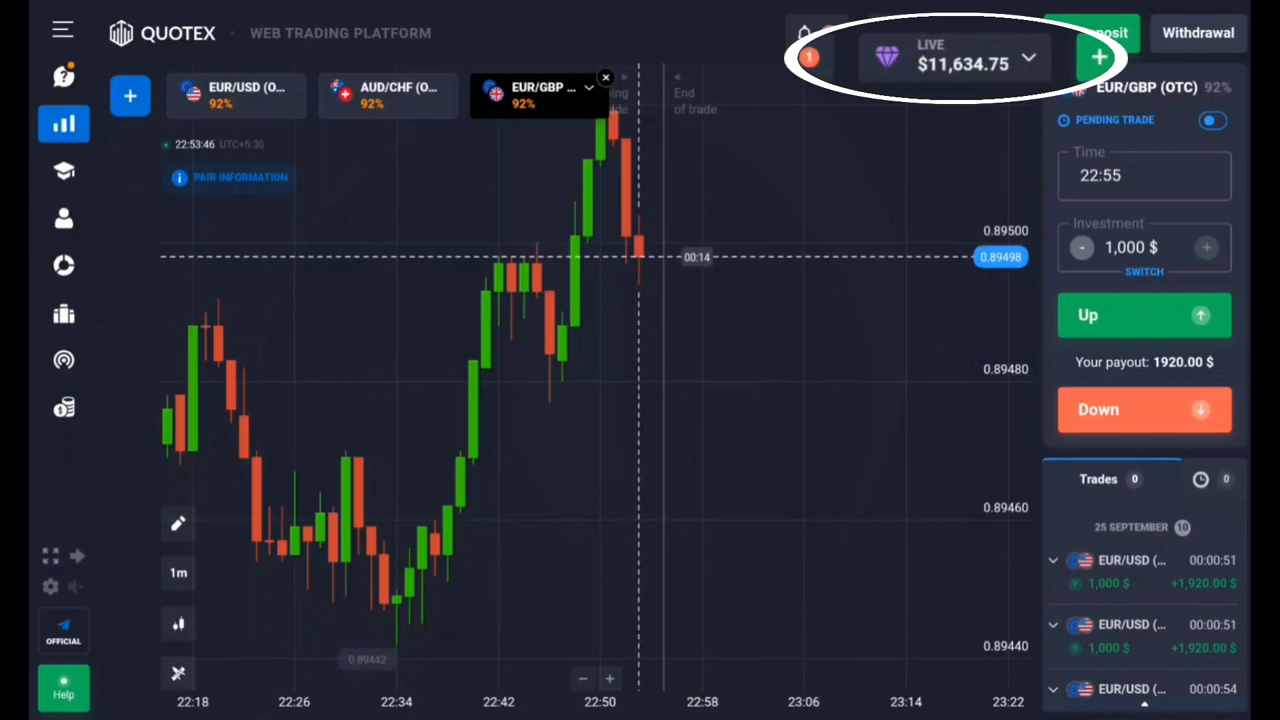 QUOTEX
WEB TRADING PLATFORM
1
LIVE
$11,634.75
+
posit
Withdrawal
+
EUR/USD (O...
92%
AUD/CHF (O...
92%
EUR/GBP ...
92%
End
of trade
22:53:46 UTC+5:30
PAIR INFORMATION
EUR/GBP (OTC) 92%
PENDING TRADE
Time
22:55
Investment
- 1,000 $ +
SWITCH
Up
Your payout: 1920.00 $
Down
0.89500
00:14
0.89498
0.89480
0.89460
0.89440
0.89442
Trades 0
0
25 SEPTEMBER 10
EUR/USD (... 00:00:51
1,000 $ +1,920.00 $
EUR/USD (... 00:00:51
1,000 $ +1,920.00 $
EUR/USD (... 00:00:54
1m
OFFICIAL
Help
22:18 22:26 22:34 22:42 22:50 22:58 23:06 23:14 23:22